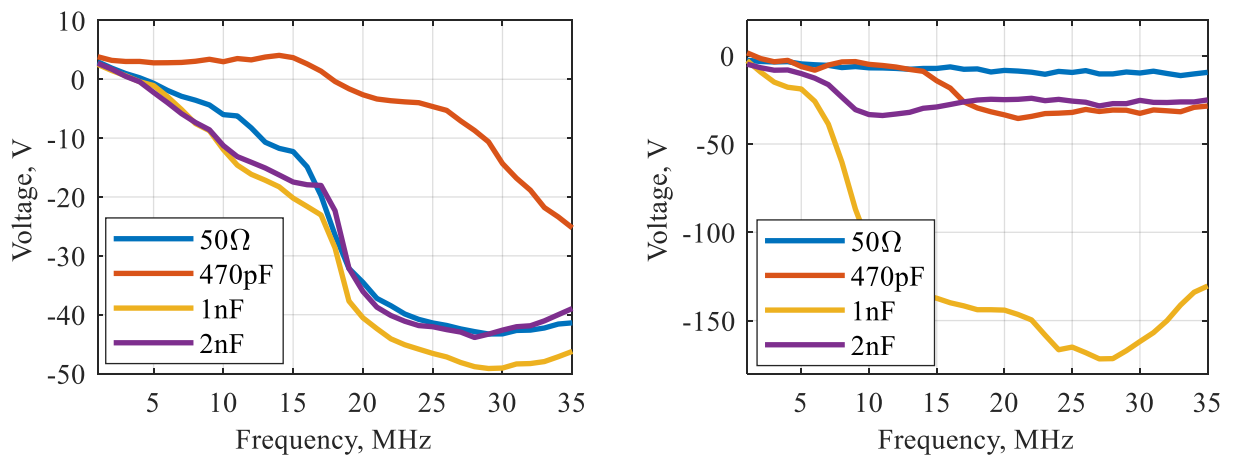 10
0
-10
-20
-30
-40
-50
Voltage, V
50Ω
470pF
1nF
2nF
5 10 15 20 25 30 35
Frequency, MHz
0
-50
-100
-150
Voltage, V
50Ω
470pF
1nF
2nF
5 10 15 20 25 30 35
Frequency, MHz